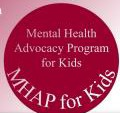 Mental Health
Advocacy Program
for Kids
MHAP for Kids